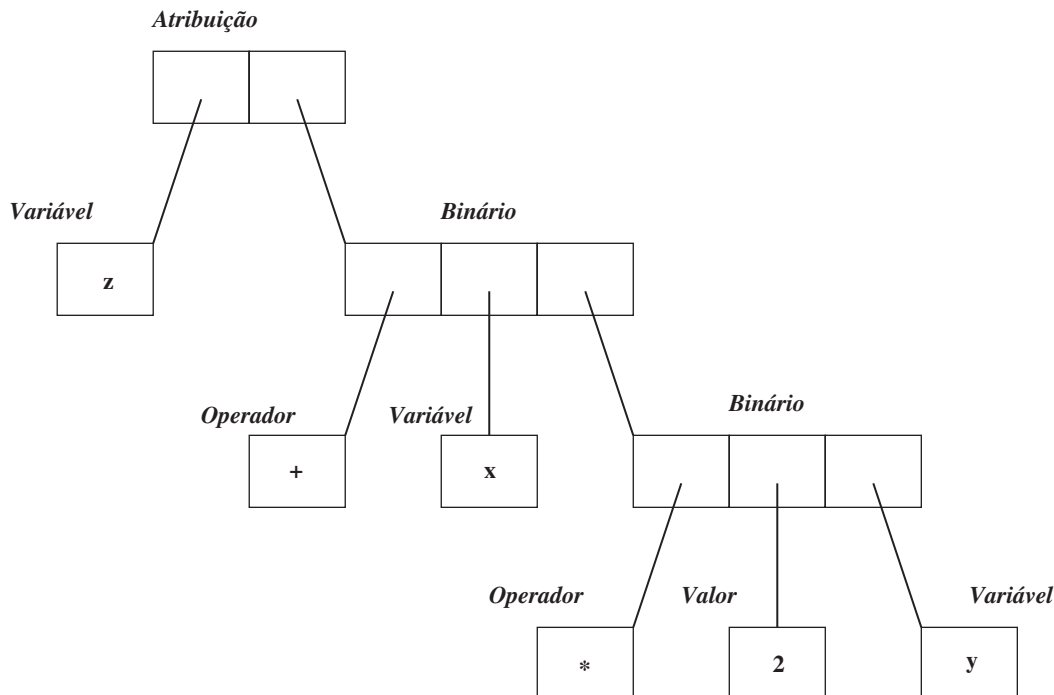 Atribuição
Variável Binário
z
Operador Variável Binário
+ x
Operador Valor Variável
* 2 y